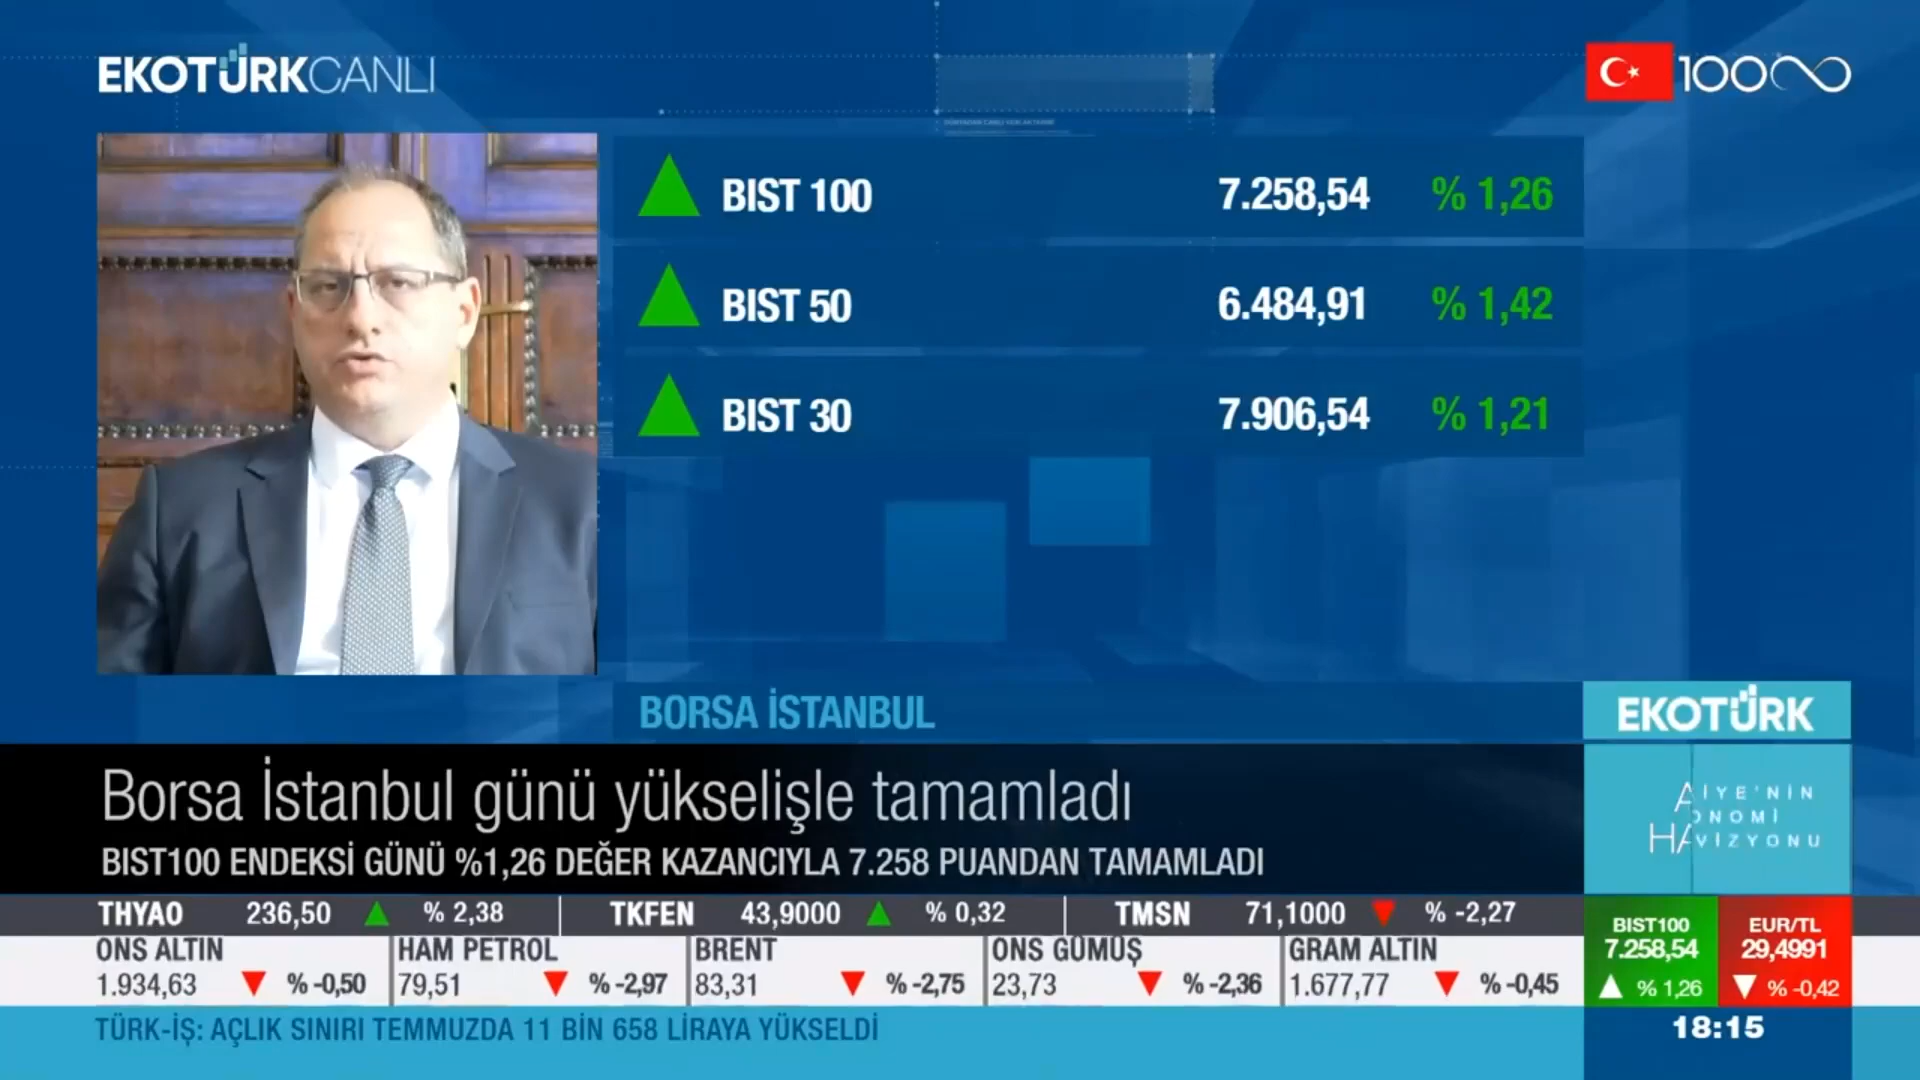 EKOTÜRK CANLI
100
BIST 100 7.258,54 % 1,26
BIST 50 6.484,91 % 1,42
BIST 30 7.906,54 % 1,21
BORSA İSTANBUL
EKOTÜRK
Borsa İstanbul günü yükselişle tamamladı
BIST100 ENDEKSİ GÜNÜ %1,26 DEĞER KAZANCIYLA 7.258 PUANDAN TAMAMLADI
THYAO 236,50 % 2,38 TKFEN 43,9000 % 0,32 TMSN 71,1000 % -2,27
ONS ALTIN HAM PETROL BRENT ONS GÜMÜŞ GRAM ALTIN
1.934,63 % -0,50 79,51 % -2,97 83,31 % -2,75 23,73 % -2,36 1.677,77 % -0,45
BIST100 EUR/TL
7.258,54 29,4991
% 1,26 % -0,42
TÜRK-İŞ: AÇLIK SINIRI TEMMUZDA 11 BİN 658 LİRAYA YÜKSELDİ
18:15